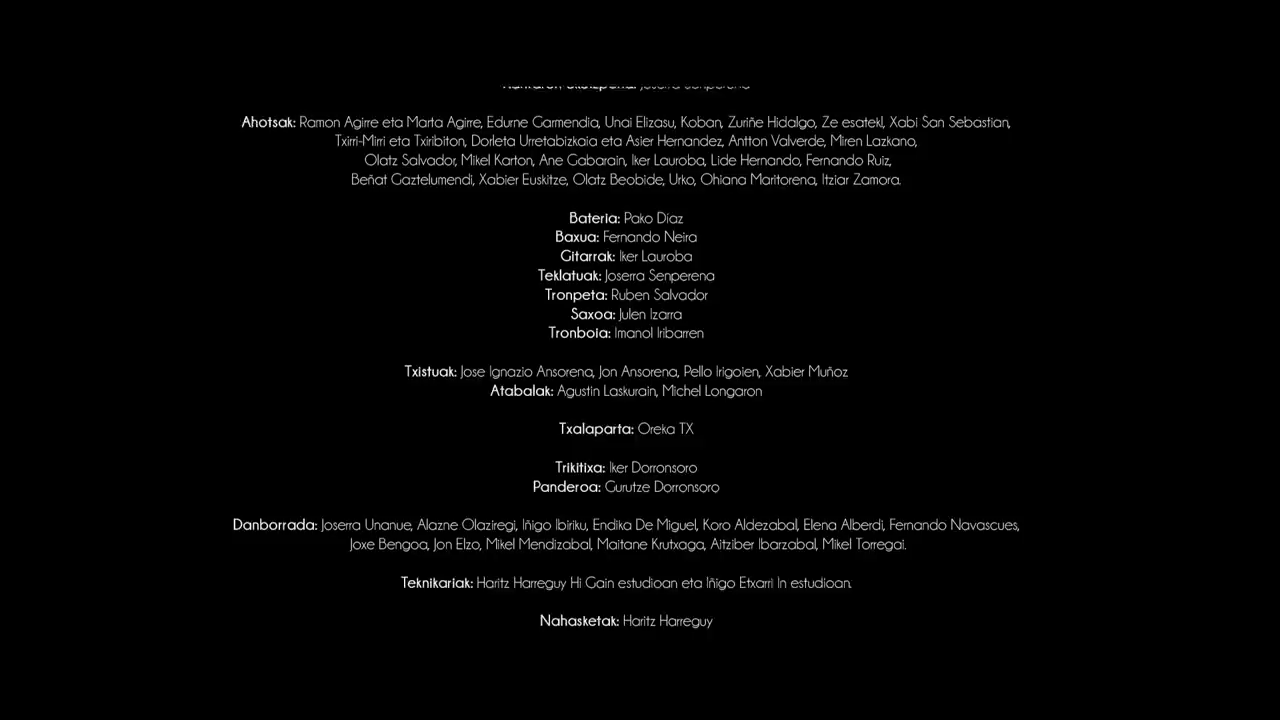 Joserra Senperena
Ahotsak: Ramon Agirre eta Marta Agirre, Edurne Garmendia, Unai Elizasu, Koban, Zuriñe Hidalgo, Ze esatek!, Xabi San Sebastian,
Txirri-Mirri eta Txiribiton, Dorleta Urretabizkaia eta Asier Hernandez, Antton Valverde, Miren Lazkano,
Olatz Salvador, Mikel Karton, Ane Gabarain, Iker Lauroba, Lide Hernando, Fernando Ruiz,
Beñat Gaztelumendi, Xabier Euskitze, Olatz Beobide, Urko, Ohiana Maritorena, Itziar Zamora.
Bateria: Pako Díaz
Baxua: Fernando Neira
Gitarrak: Iker Lauroba
Teklatuak: Joserra Senperena
Tronpeta: Ruben Salvador
Saxoa: Julen Izarra
Tronboia: Imanol Iribarren
Txistuak: Jose Ignazio Ansorena, Jon Ansorena, Pello Irigoien, Xabier Muñoz
Atabalak: Agustin Laskurain, Michel Longaron
Txalaparta: Oreka TX
Trikitixa: Iker Dorronsoro
Panderoa: Gurutze Dorronsoro
Danborrada: Joserra Unanue, Alazne Olaziregi, Iñigo Ibiriku, Endika De Miguel, Koro Aldezabal, Elena Alberdi, Fernando Navascues,
Joxe Bengoa, Jon Elzo, Mikel Mendizabal, Maitane Krutxaga, Aitziber Ibarzabal, Mikel Torregai.
Teknikariak: Haritz Harreguy Hi Gain estudioan eta Iñigo Etxarri In estudioan.
Nahasketak: Haritz Harreguy